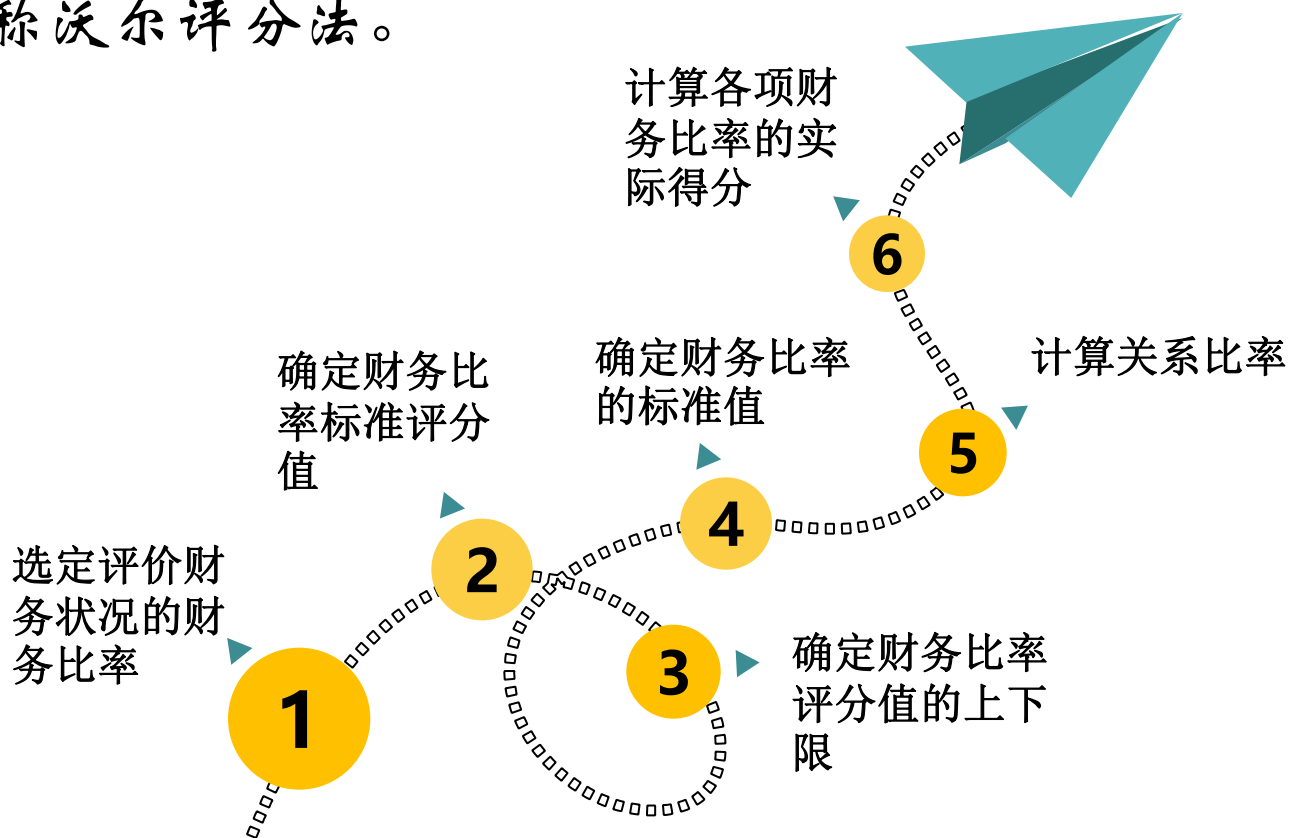 称沃尔评分法。
计算各项财
务比率的实
际得分
6
确定财务比
率标准评分
值
确定财务比率
的标准值
计算关系比率
5
4
2
选定评价财
务状况的财
务比率
1
3
确定财务比率
评分值的上下
限